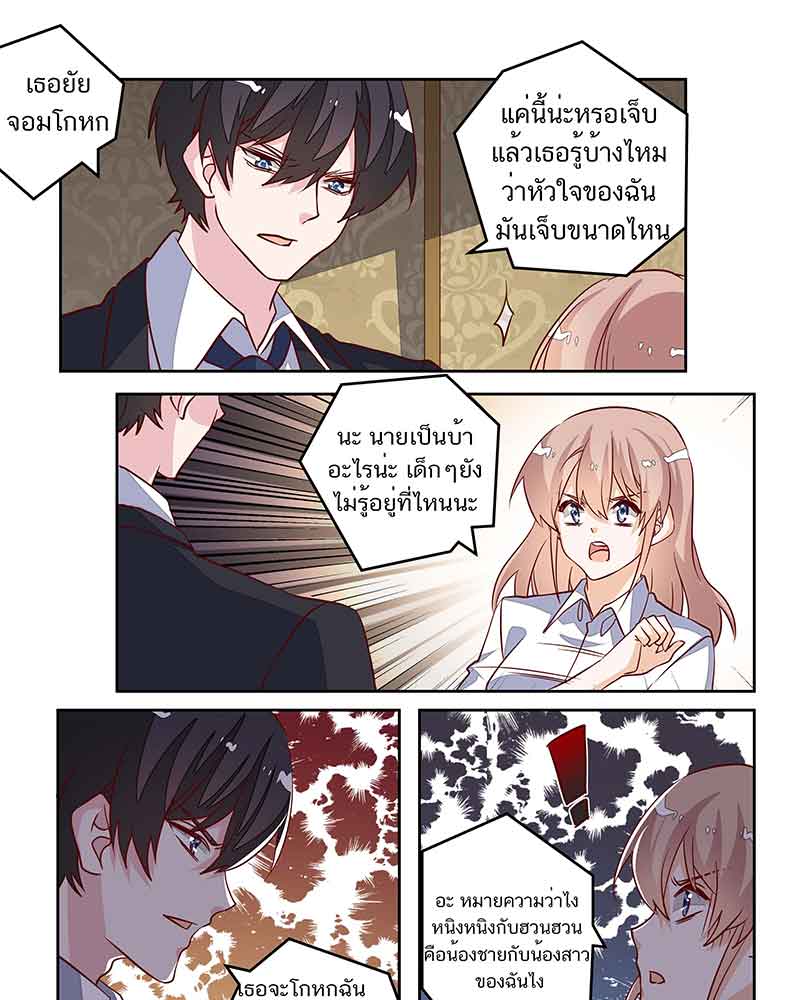 เธอยัย
จอมโกหก
แค่นี้น่ะหรอเจ็บ
แล้วเธอรู้บ้างไหม
ว่าหัวใจของฉัน
มันเจ็บขนาดไหน
นะ นายเป็นบ้า
อะไรน่ะ เด็กๆยัง
ไม่รู้อยู่ที่ไหนนะ
เธอจะโกหกฉัน
อะ หมายความว่าไง
หนิงหนิงกับฮวนฮวน
คือน้องชายกับน้องสาว
ของฉันไง